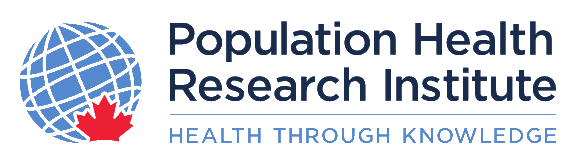 Population Health
Research Institute
HEALTH THROUGH KNOWLEDGE